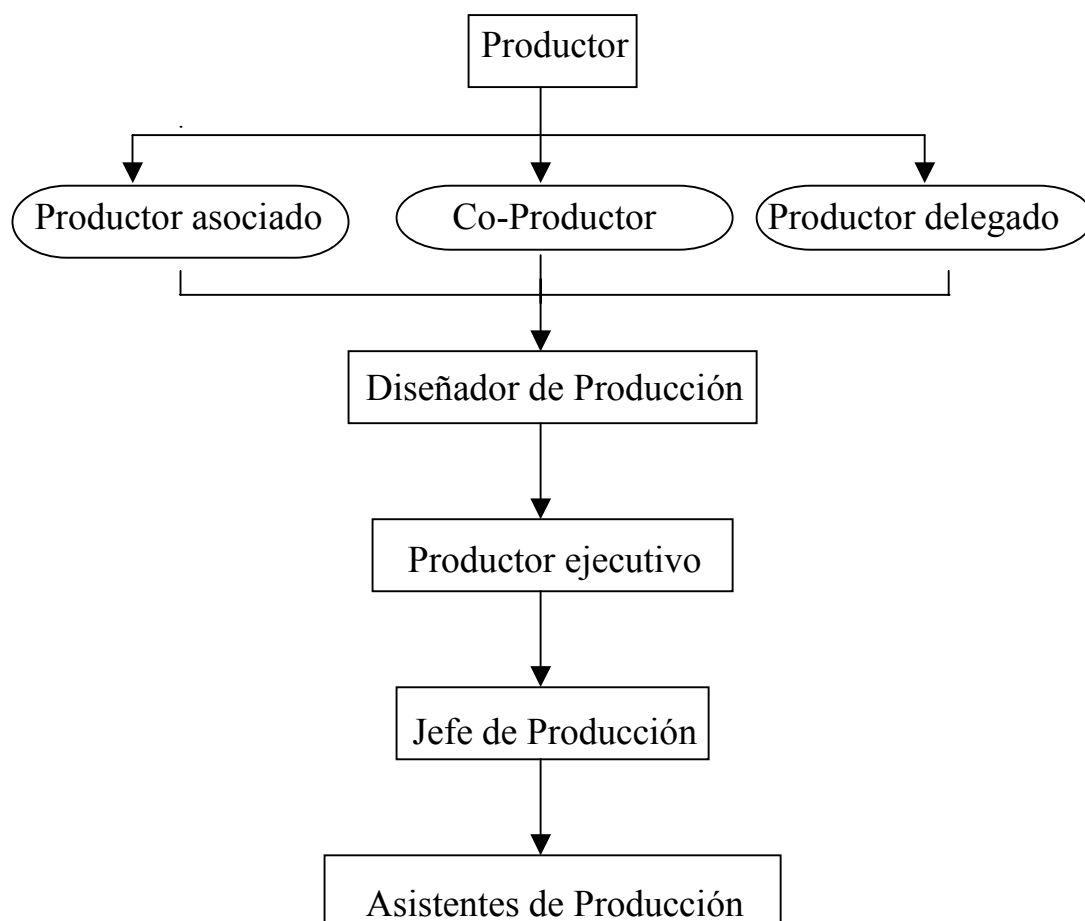 Productor
Productor asociado
Co-Productor
Productor delegado
Diseñador de Producción
Productor ejecutivo
Jefe de Producción
Asistentes de Producción